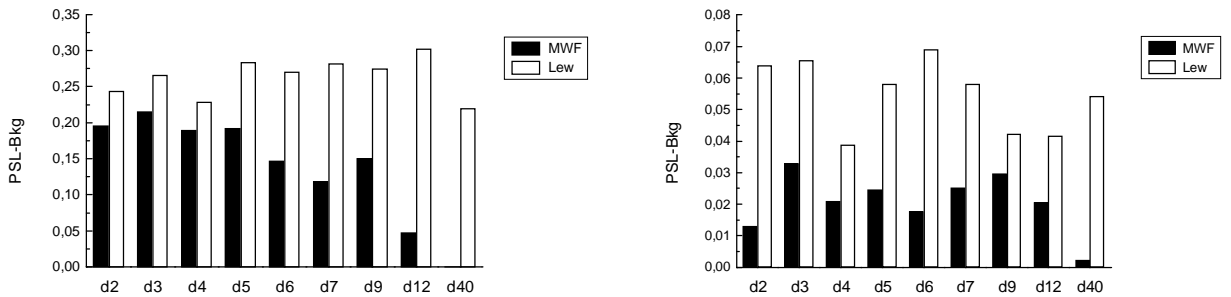 0,35
0,30
0,25
0,20
0,15
0,10
0,05
0,00
PSL-Bkg
d2 d3 d4 d5 d6 d7 d9 d12 d40
MWF
Lew
0,08
0,07
0,06
0,05
0,04
0,03
0,02
0,01
0,00
PSL-Bkg
d2 d3 d4 d5 d6 d7 d9 d12 d40
MWF
Lew